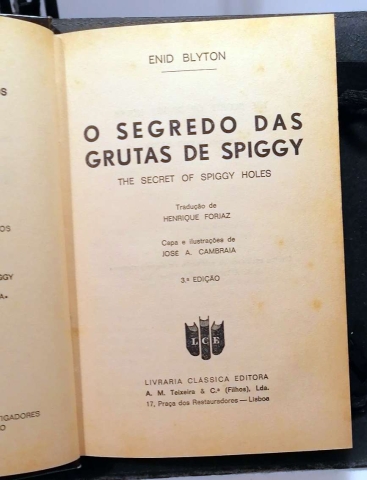 ENID BLYTON
O SEGREDO DAS
GRUTAS DE SPIGGY
THE SECRET OF SPIGGY HOLES
Tradução de
HENRIQUE FORJAZ
Capa e ilustrações de
JOSÉ A. CAMBRAIA
3.ª EDIÇÃO
LCE
LIVRARIA CLÁSSICA EDITORA
A. M. Teixeira & C.ª (Filhos), Lda.
17, Praça dos Restauradores — Lisboa